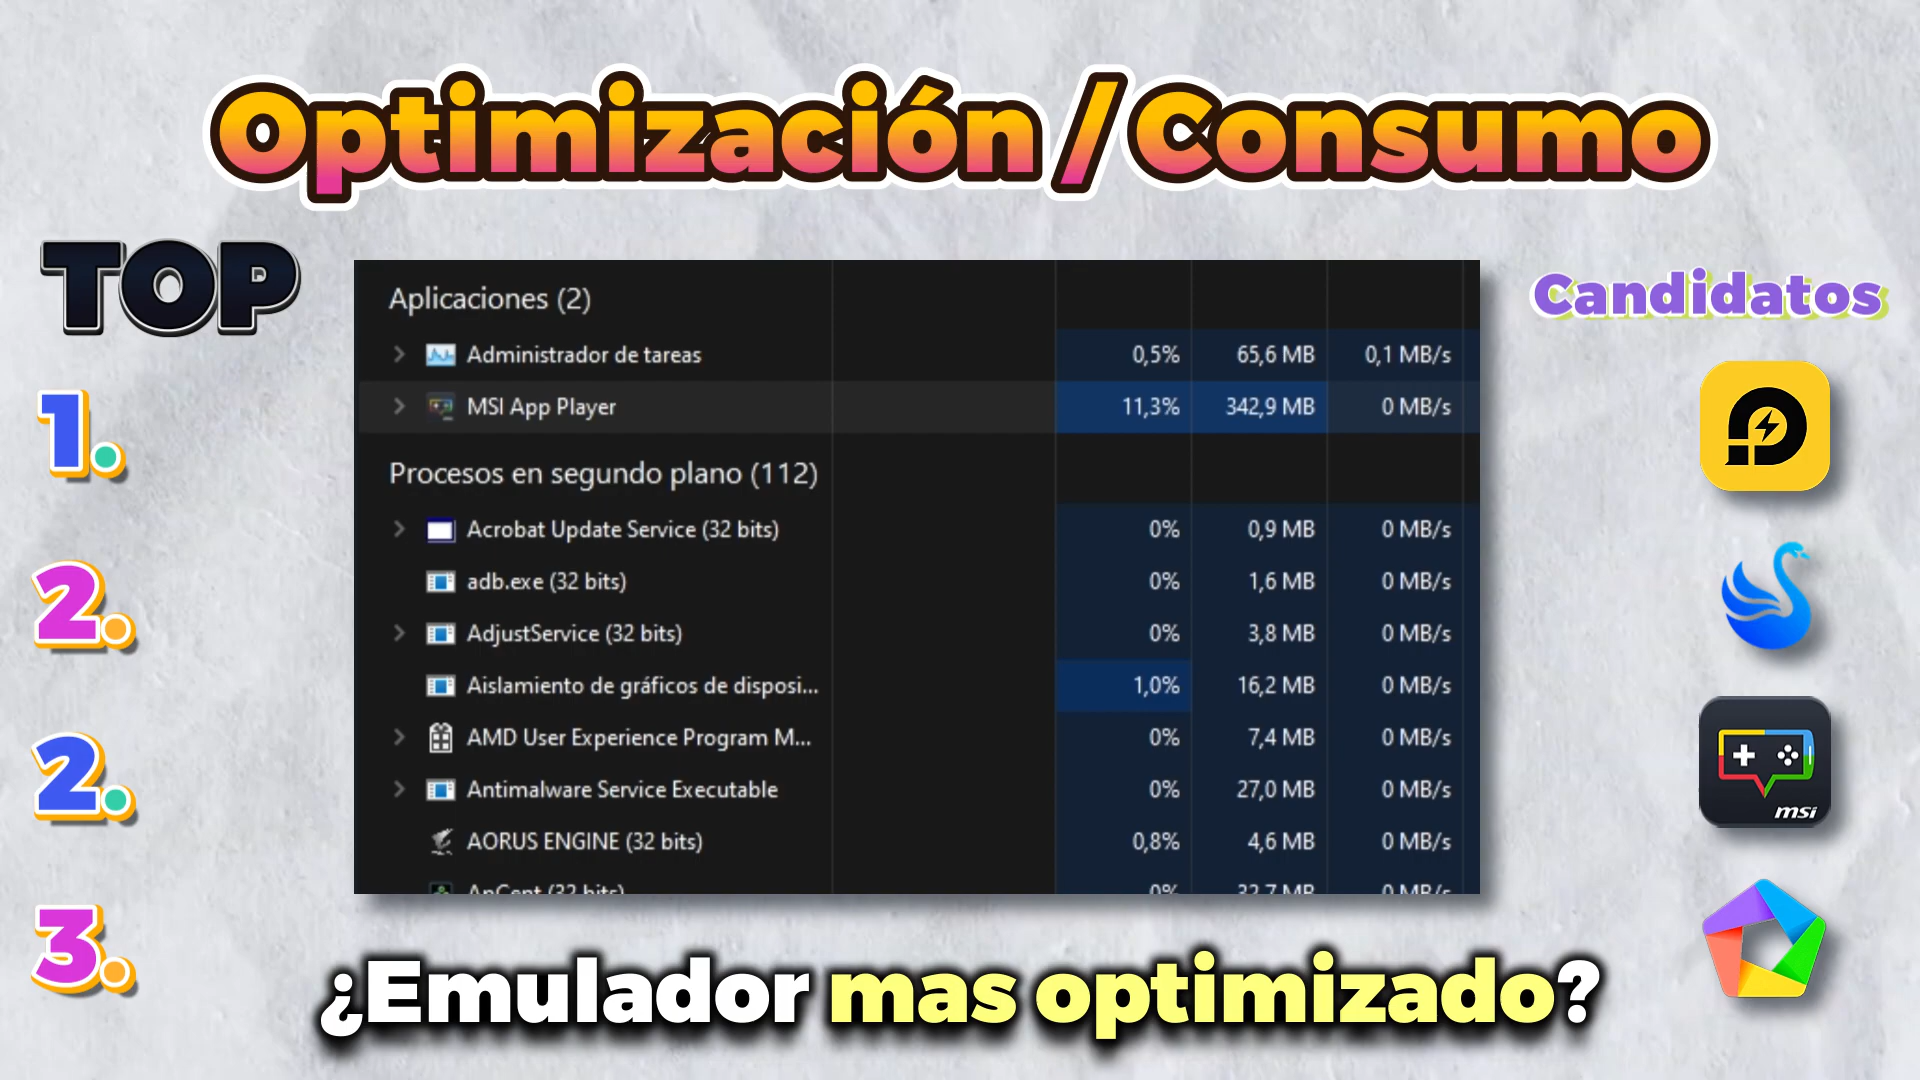 Optimización / Consumo
TOP
1.
2.
2.
3.
Aplicaciones (2)
Administrador de tareas 0,5% 65,6 MB 0,1 MB/s
MSI App Player 11,3% 342,9 MB 0 MB/s
Procesos en segundo plano (112)
Acrobat Update Service (32 bits) 0% 0,9 MB 0 MB/s
adb.exe (32 bits) 0% 1,6 MB 0 MB/s
AdjustService (32 bits) 0% 3,8 MB 0 MB/s
Aislamiento de gráficos de disposi... 1,0% 16,2 MB 0 MB/s
AMD User Experience Program M... 0% 7,4 MB 0 MB/s
Antimalware Service Executable 0% 27,0 MB 0 MB/s
AORUS ENGINE (32 bits) 0,8% 4,6 MB 0 MB/s
Candidatos
msi
¿Emulador mas optimizado?